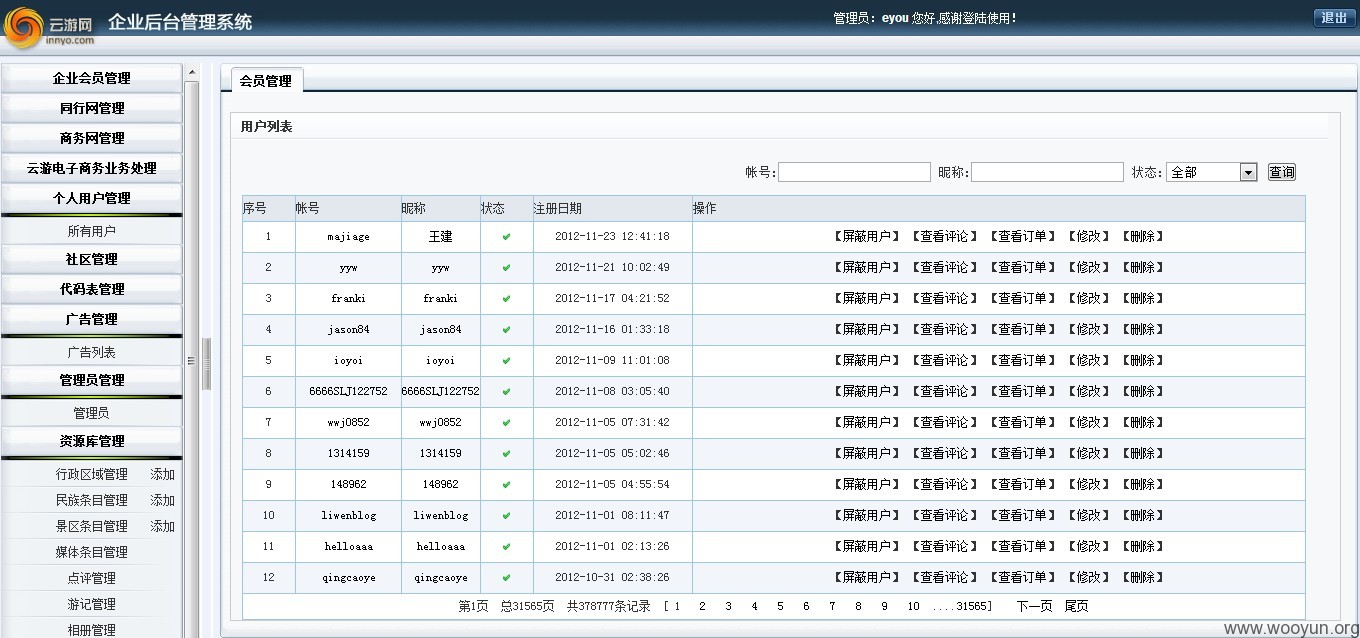 云游网 innyo.com 企业后台管理系统 管理员：eyou 您好,感谢登陆使用！ 退出
企业会员管理
同行网管理
商务网管理
云游电子商务业务处理
个人用户管理
所有用户
社区管理
代码表管理
广告管理
广告列表
管理员管理
管理员
资源库管理
行政区域管理 添加
民族条目管理 添加
景区条目管理 添加
媒体条目管理
点评管理
游记管理
相册管理
会员管理
用户列表
帐号： 昵称： 状态： 全部 查询
序号 帐号 昵称 状态 注册日期 操作
1 majiage 王建 ✔ 2012-11-23 12:41:18 【屏蔽用户】 【查看评论】 【查看订单】 【修改】 【删除】
2 yyw yyw ✔ 2012-11-21 10:02:49 【屏蔽用户】 【查看评论】 【查看订单】 【修改】 【删除】
3 franki franki ✔ 2012-11-17 04:21:52 【屏蔽用户】 【查看评论】 【查看订单】 【修改】 【删除】
4 jason84 jason84 ✔ 2012-11-16 01:33:18 【屏蔽用户】 【查看评论】 【查看订单】 【修改】 【删除】
5 ioyoi ioyoi ✔ 2012-11-09 11:01:08 【屏蔽用户】 【查看评论】 【查看订单】 【修改】 【删除】
6 6666SLJ122752 6666SLJ122752 ✔ 2012-11-08 03:05:40 【屏蔽用户】 【查看评论】 【查看订单】 【修改】 【删除】
7 wwj0852 wwj0852 ✔ 2012-11-05 07:31:42 【屏蔽用户】 【查看评论】 【查看订单】 【修改】 【删除】
8 1314159 1314159 ✔ 2012-11-05 05:02:46 【屏蔽用户】 【查看评论】 【查看订单】 【修改】 【删除】
9 148962 148962 ✔ 2012-11-05 04:55:54 【屏蔽用户】 【查看评论】 【查看订单】 【修改】 【删除】
10 liwenblog liwenblog ✔ 2012-11-01 08:11:47 【屏蔽用户】 【查看评论】 【查看订单】 【修改】 【删除】
11 helloaaa helloaaa ✔ 2012-11-01 02:13:26 【屏蔽用户】 【查看评论】 【查看订单】 【修改】 【删除】
12 qingcaoye qingcaoye ✔ 2012-10-31 02:38:26 【屏蔽用户】 【查看评论】 【查看订单】 【修改】 【删除】
第1页 总31565页 共378777条记录 [ 1 2 3 4 5 6 7 8 9 10 ....31565] 下一页 尾页
www.wooyun.org